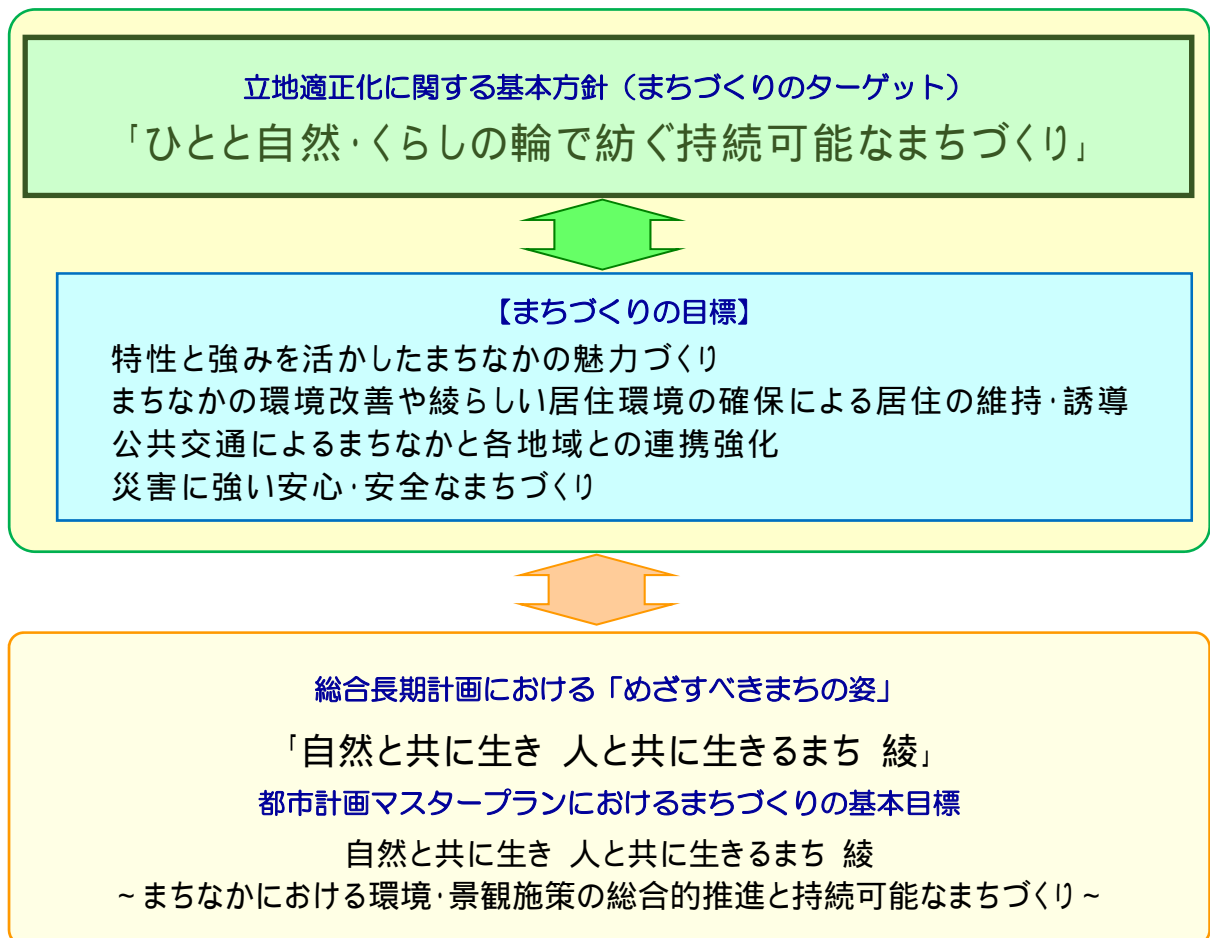 立地適正化に関する基本方針（まちづくりのターゲット）
「ひとと自然・くらしの輪で紡ぐ持続可能なまちづくり」
【まちづくりの目標】
特性と強みを活かしたまちなかの魅力づくり
まちなかの環境改善や綾らしい居住環境の確保による居住の維持・誘導
公共交通によるまちなかと各地域との連携強化
災害に強い安心・安全なまちづくり
総合長期計画における「めざすべきまちの姿」
「自然と共に生き 人と共に生きるまち 綾」
都市計画マスタープランにおけるまちづくりの基本目標
自然と共に生き 人と共に生きるまち 綾
～まちなかにおける環境・景観施策の総合的推進と持続可能なまちづくり～